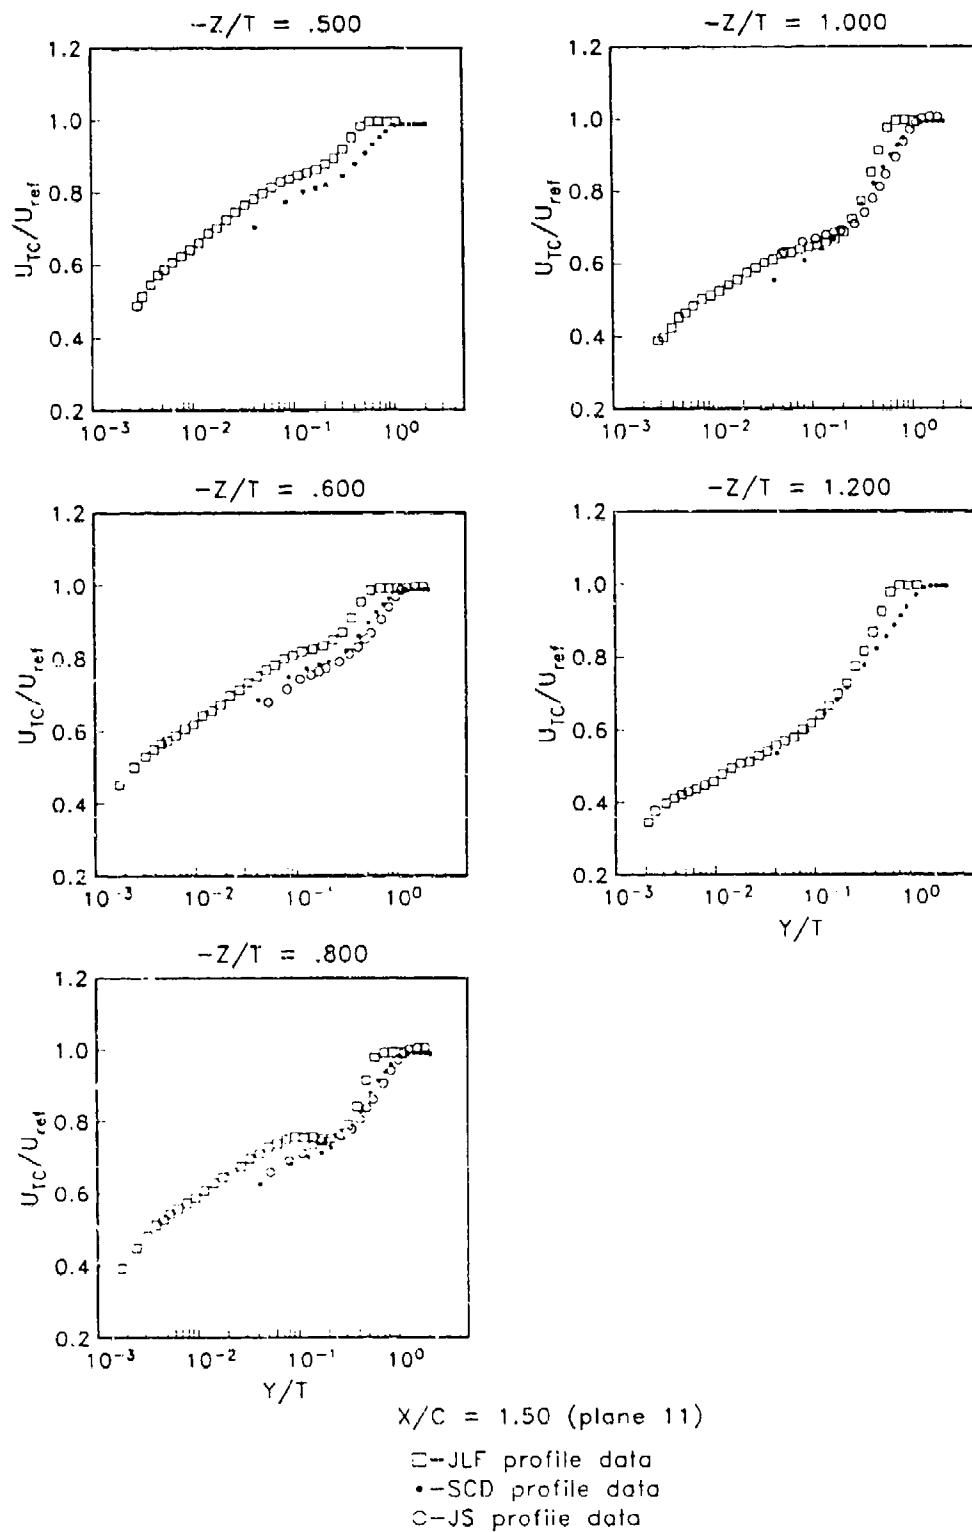 -Z/T = .500
1.2
1.0
0.8
0.6
0.4
0.2
U_TC/U_ref
10^-3 10^-2 10^-1 10^0
-Z/T = 1.000
1.2
1.0
0.8
0.6
0.4
0.2
U_TC/U_ref
10^-3 10^-2 10^-1 10^0
-Z/T = .600
1.2
1.0
0.8
0.6
0.4
0.2
U_TC/U_ref
10^-3 10^-2 10^-1 10^0
-Z/T = 1.200
1.2
1.0
0.8
0.6
0.4
0.2
U_TC/U_ref
10^-3 10^-2 10^-1 10^0
Y/T
-Z/T = .800
1.2
1.0
0.8
0.6
0.4
0.2
U_TC/U_ref
10^-3 10^-2 10^-1 10^0
Y/T
X/C = 1.50 (plane 11)
□-JLF profile data
•-SCD profile data
○-JS profile data